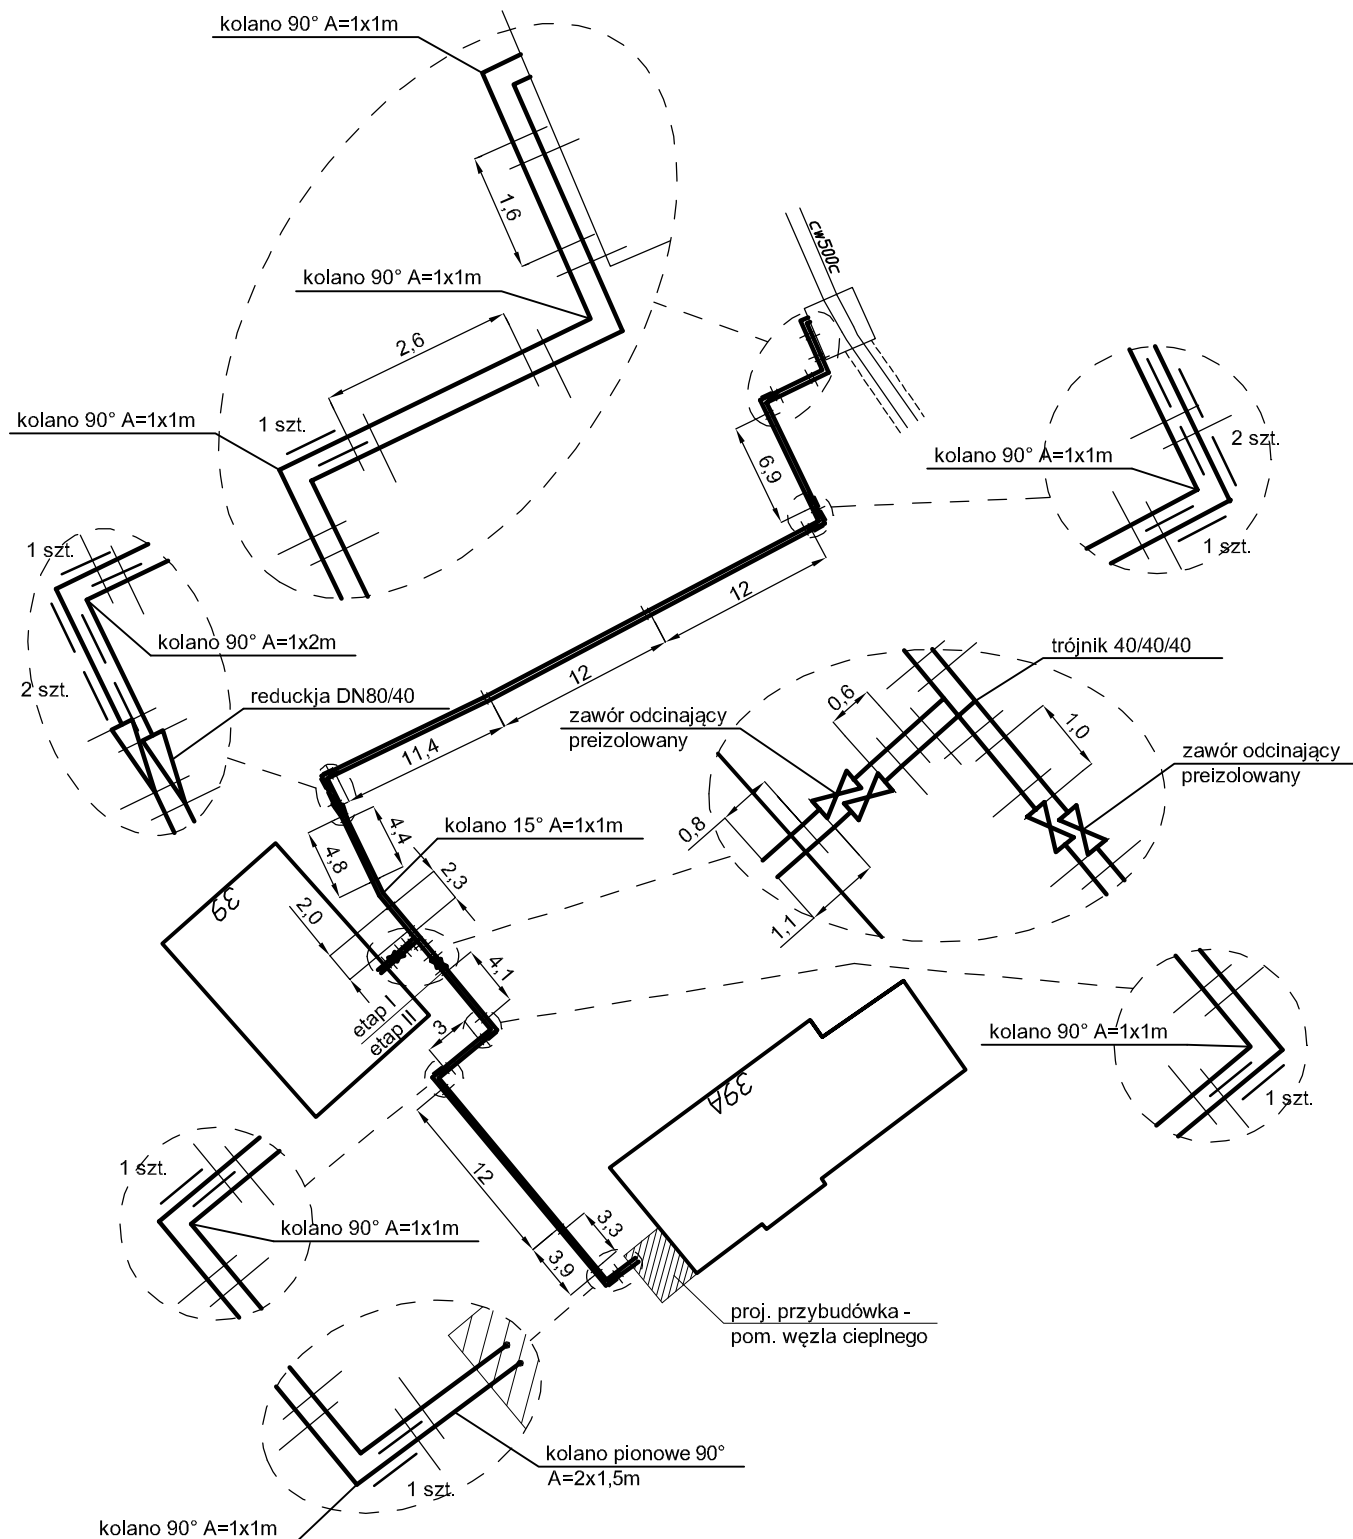 kolano 90° A=1x1m
1,6
cw500c
kolano 90° A=1x1m
2,6
kolano 90° A=1x1m
1 szt.
6,9
kolano 90° A=1x1m
2 szt.
1 szt.
1 szt.
kolano 90° A=1x2m
2 szt.
reduckja DN80/40
12
12
11,4
trójnik 40/40/40
0,6
zawór odcinający
preizolowany
1,0
zawór odcinający
preizolowany
0,8
1,1
4,4
4,8
kolano 15° A=1x1m
2,3
39
2,0
4,1
etap I
etap II
3
kolano 90° A=1x1m
1 szt.
39A
1 szt.
kolano 90° A=1x1m
12
3,3
3,9
proj. przybudówka -
pom. węzla cieplnego
kolano pionowe 90°
A=2x1,5m
1 szt.
kolano 90° A=1x1m